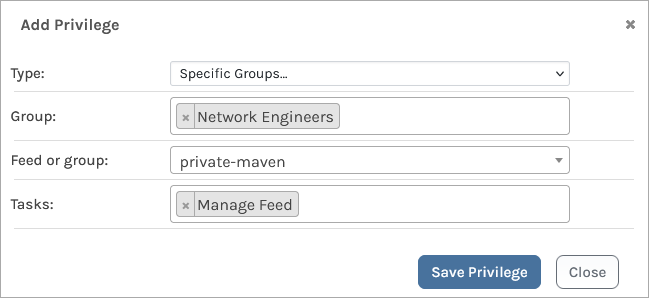 Add Privilege ×
Type: Specific Groups...
Group: × Network Engineers
Feed or group: private-maven
Tasks: × Manage Feed
Save Privilege Close